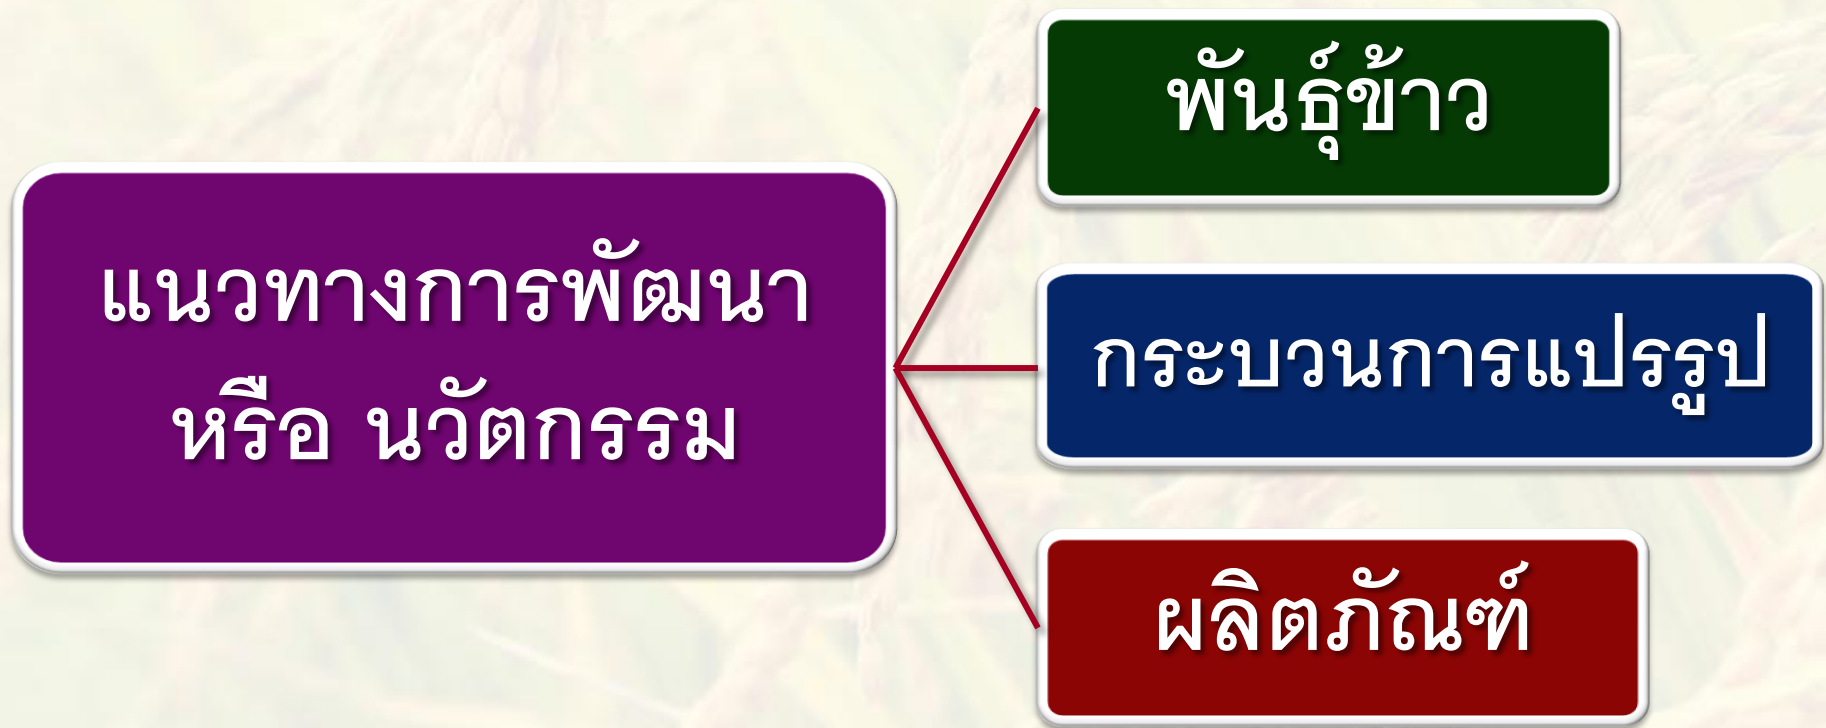 แนวทางการพัฒนา
หรือ นวัตกรรม
พันธุ์ข้าว
กระบวนการแปรรูป
ผลิตภัณฑ์